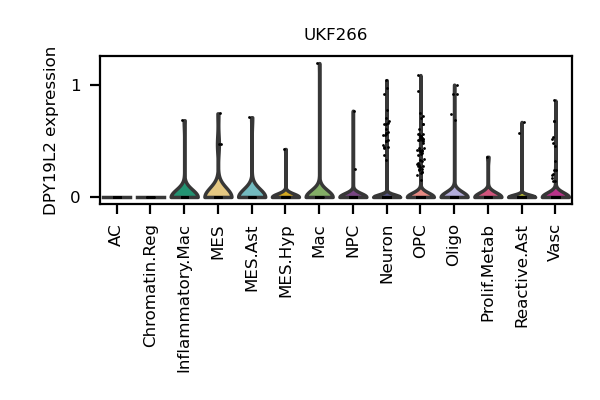 UKF266
DPY19L2 expression
1
0
AC
Chromatin.Reg
Inflammatory.Mac
MES
MES.Ast
MES.Hyp
Mac
NPC
Neuron
OPC
Oligo
Prolif.Metab
Reactive.Ast
Vasc